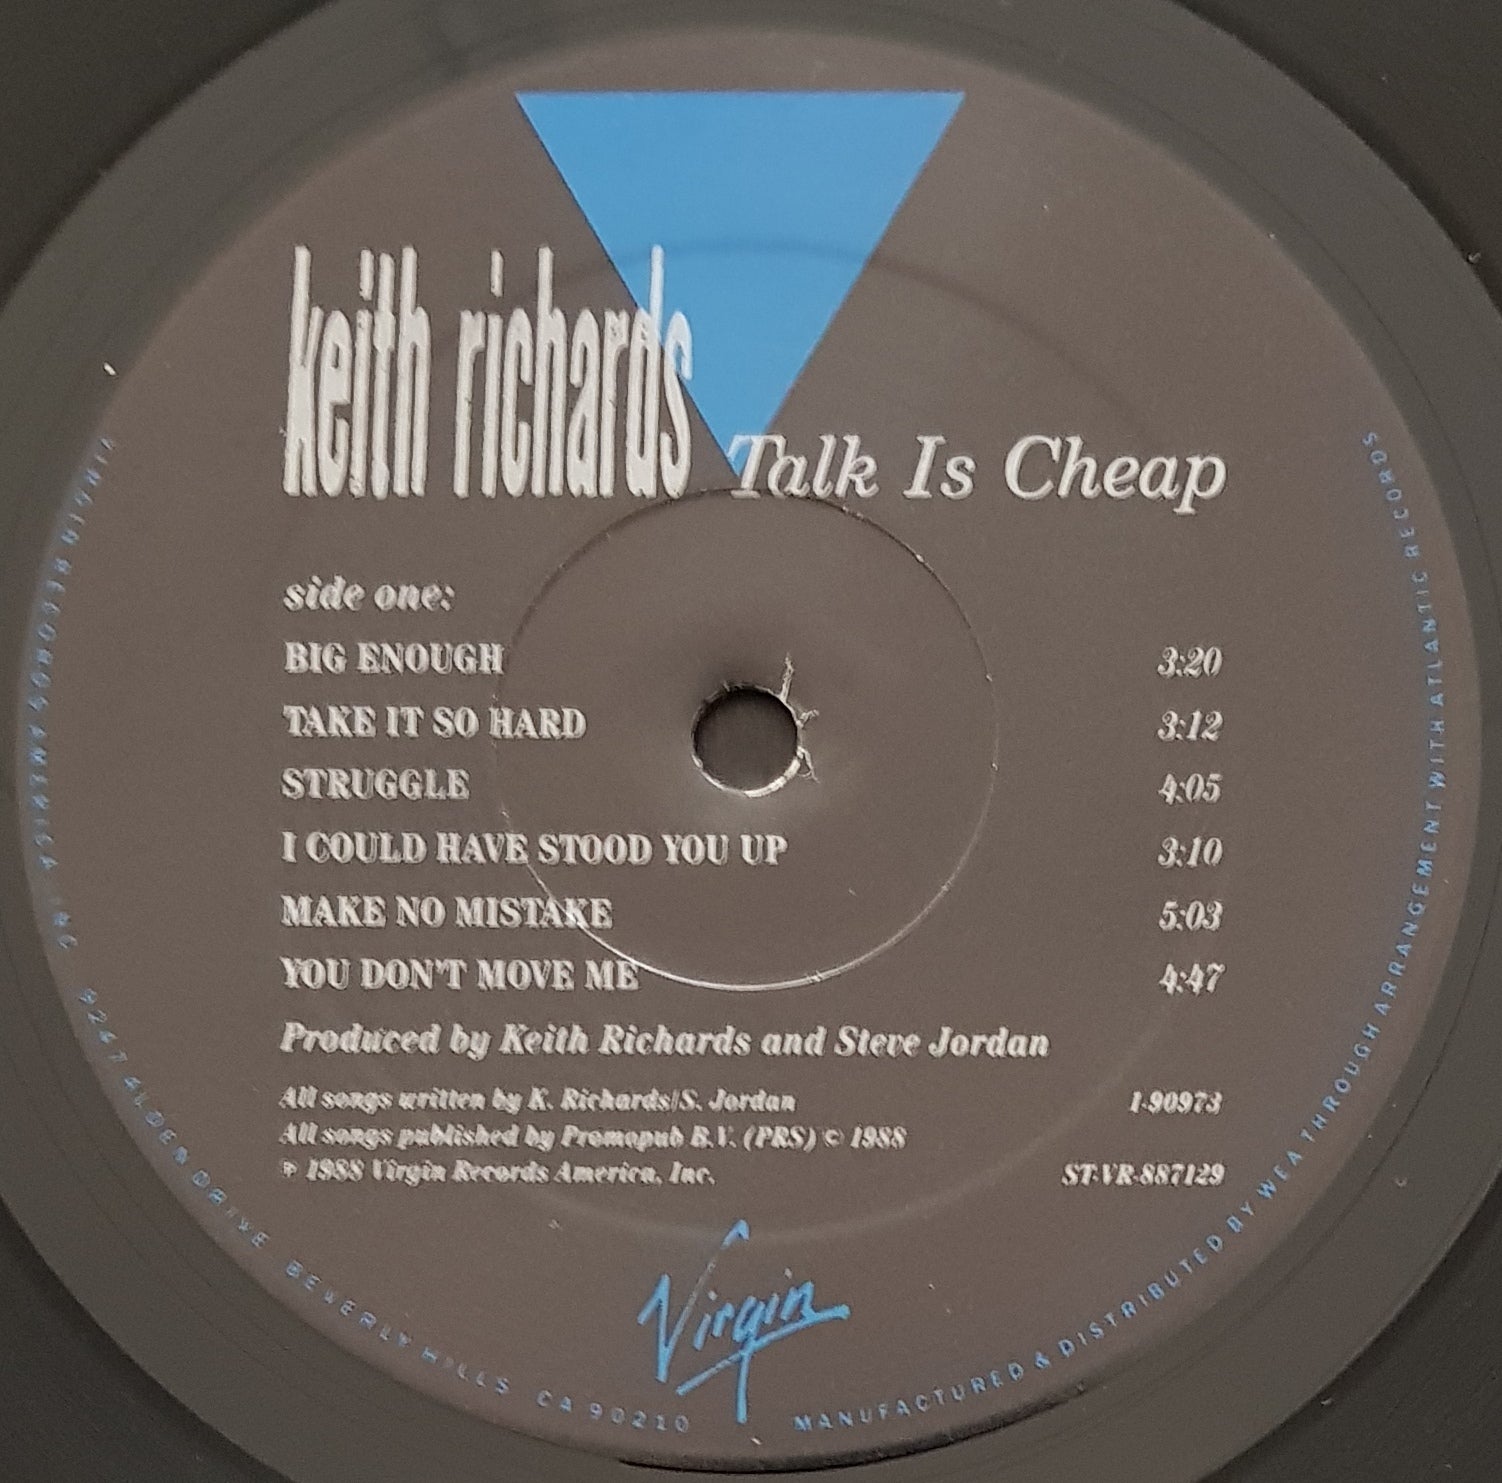 keith richards Talk Is Cheap
side one:
BIG ENOUGH 3:20
TAKE IT SO HARD 3:12
STRUGGLE 4:05
I COULD HAVE STOOD YOU UP 3:10
MAKE NO MISTAKE 5:03
YOU DON'T MOVE ME 4:47
Produced by Keith Richards and Steve Jordan
All songs written by K. Richards/S. Jordan 1-90973
All songs published by Promopub B.V. (PRS) © 1988
℗ 1988 Virgin Records America, Inc. ST-VR-887129
Virgin
VIRGIN RECORDS AMERICA, INC. 9247 ALDEN DRIVE BEVERLY HILLS CA 90210
MANUFACTURED & DISTRIBUTED BY WEA THROUGH ARRANGEMENT WITH ATLANTIC RECORDS